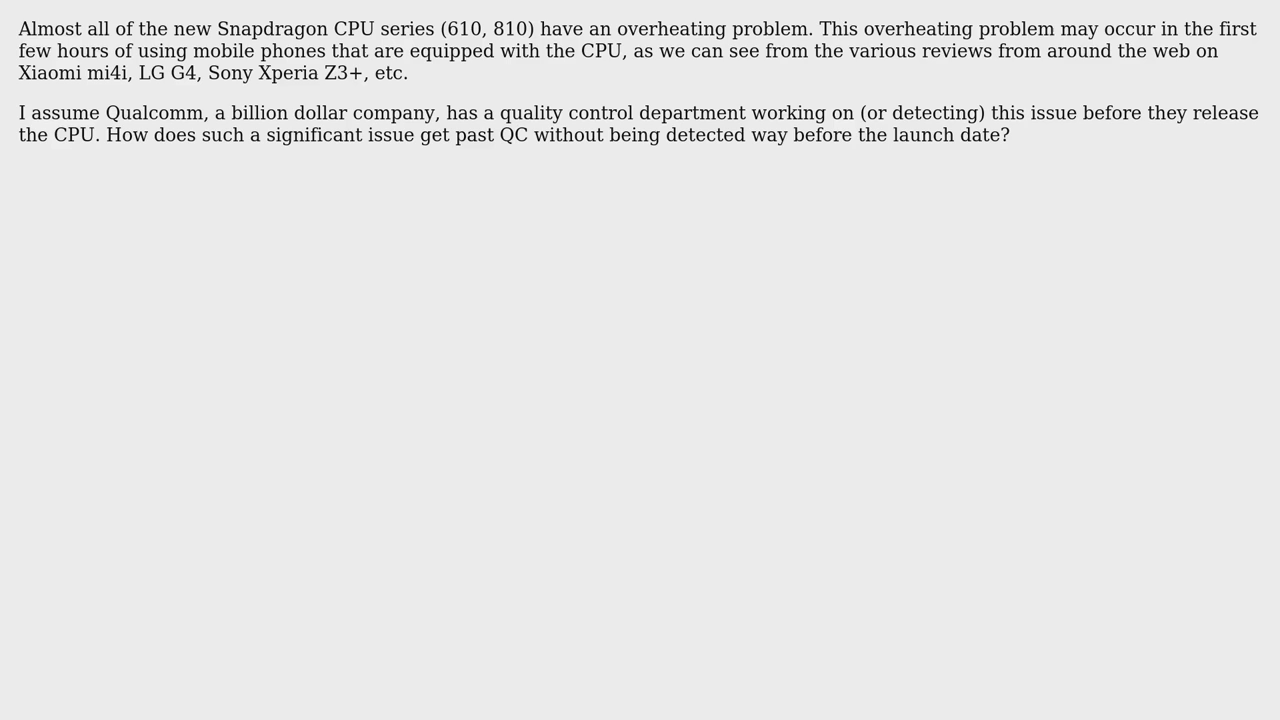 Almost all of the new Snapdragon CPU series (610, 810) have an overheating problem. This overheating problem may occur in the first
few hours of using mobile phones that are equipped with the CPU, as we can see from the various reviews from around the web on
Xiaomi mi4i, LG G4, Sony Xperia Z3+, etc.
I assume Qualcomm, a billion dollar company, has a quality control department working on (or detecting) this issue before they release
the CPU. How does such a significant issue get past QC without being detected way before the launch date?